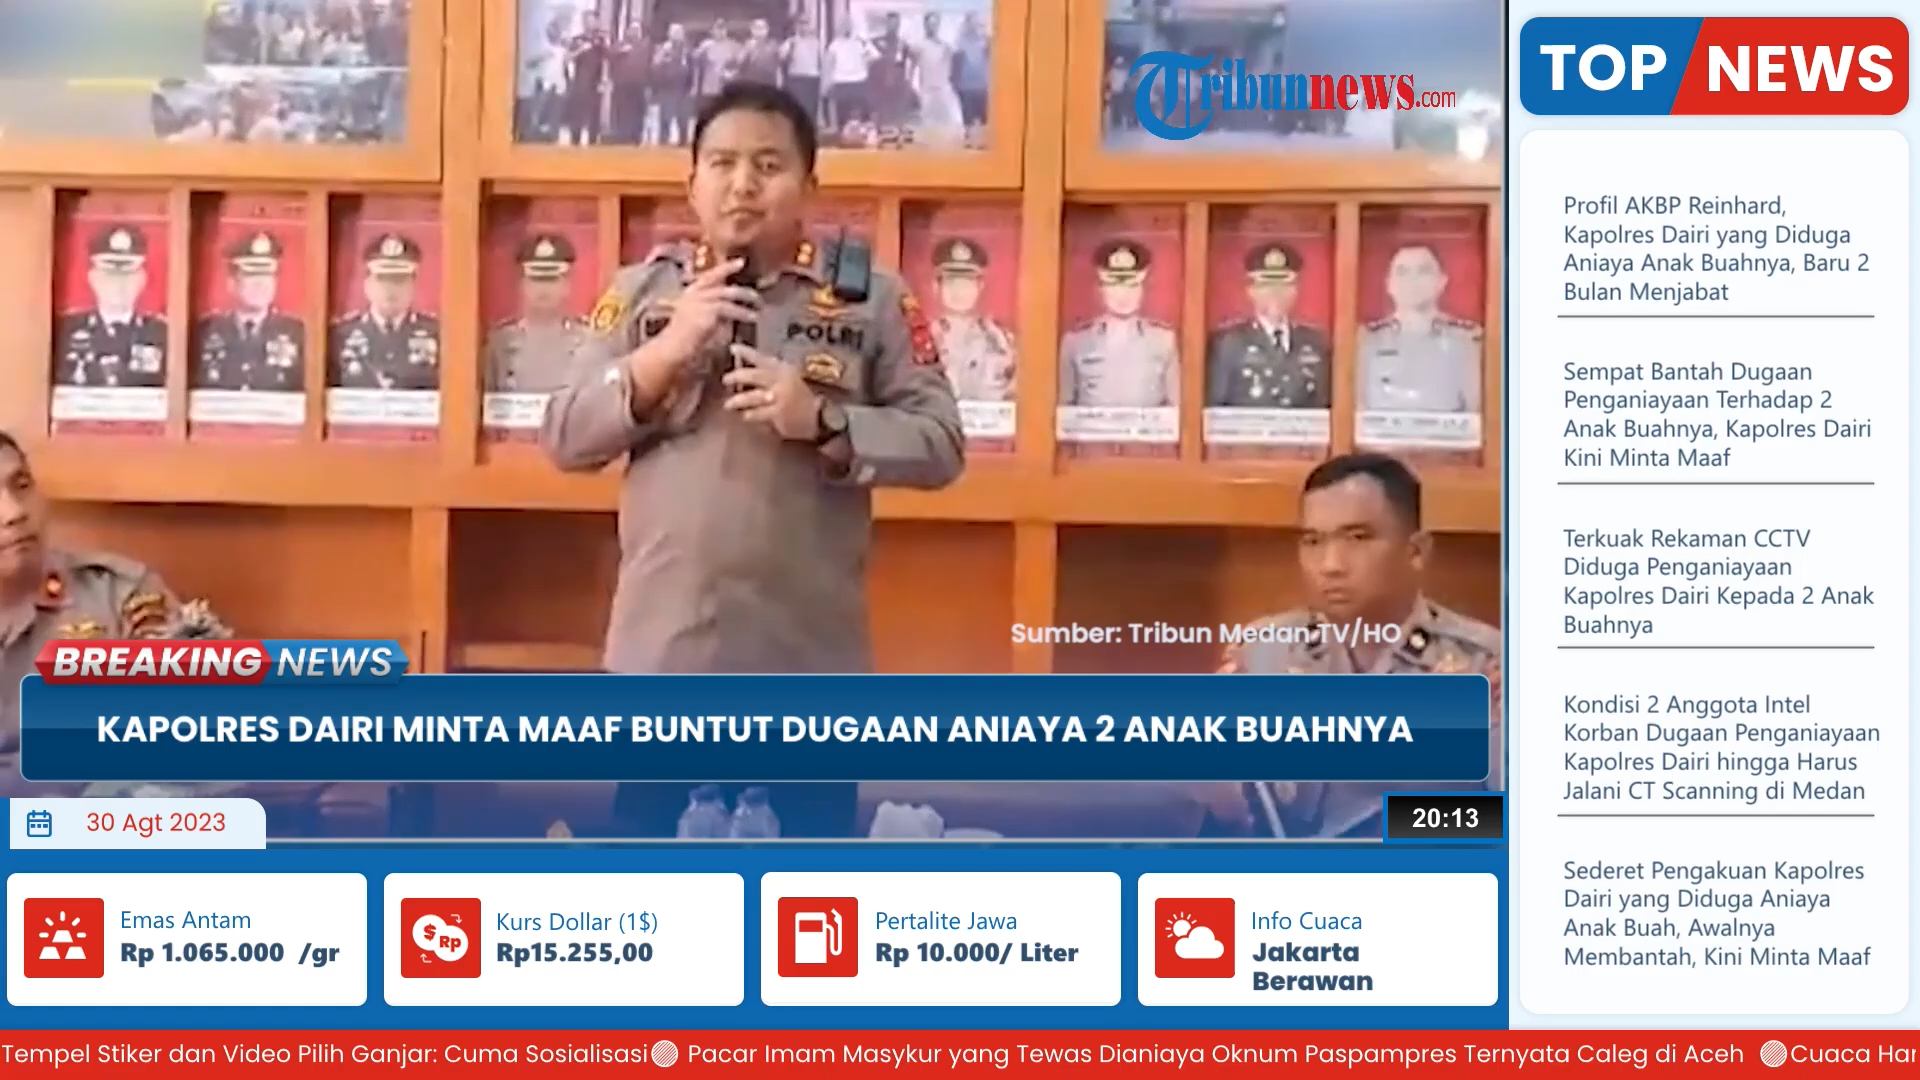 Tribunnews.com
POLRI
Sumber: Tribun Medan TV/HO
BREAKING NEWS
KAPOLRES DAIRI MINTA MAAF BUNTUT DUGAAN ANIAYA 2 ANAK BUAHNYA
30 Agt 2023
20:13
Emas Antam
Rp 1.065.000 /gr
Kurs Dollar (1$)
$ Rp
Rp15.255,00
Pertalite Jawa
Rp 10.000/ Liter
Info Cuaca
Jakarta
Berawan
TOP NEWS
Profil AKBP Reinhard,
Kapolres Dairi yang Diduga
Aniaya Anak Buahnya, Baru 2
Bulan Menjabat
Sempat Bantah Dugaan
Penganiayaan Terhadap 2
Anak Buahnya, Kapolres Dairi
Kini Minta Maaf
Terkuak Rekaman CCTV
Diduga Penganiayaan
Kapolres Dairi Kepada 2 Anak
Buahnya
Kondisi 2 Anggota Intel
Korban Dugaan Penganiayaan
Kapolres Dairi hingga Harus
Jalani CT Scanning di Medan
Sederet Pengakuan Kapolres
Dairi yang Diduga Aniaya
Anak Buah, Awalnya
Membantah, Kini Minta Maaf
Tempel Stiker dan Video Pilih Ganjar: Cuma Sosialisasi Pacar Imam Masykur yang Tewas Dianiaya Oknum Paspampres Ternyata Caleg di Aceh Cuaca Har